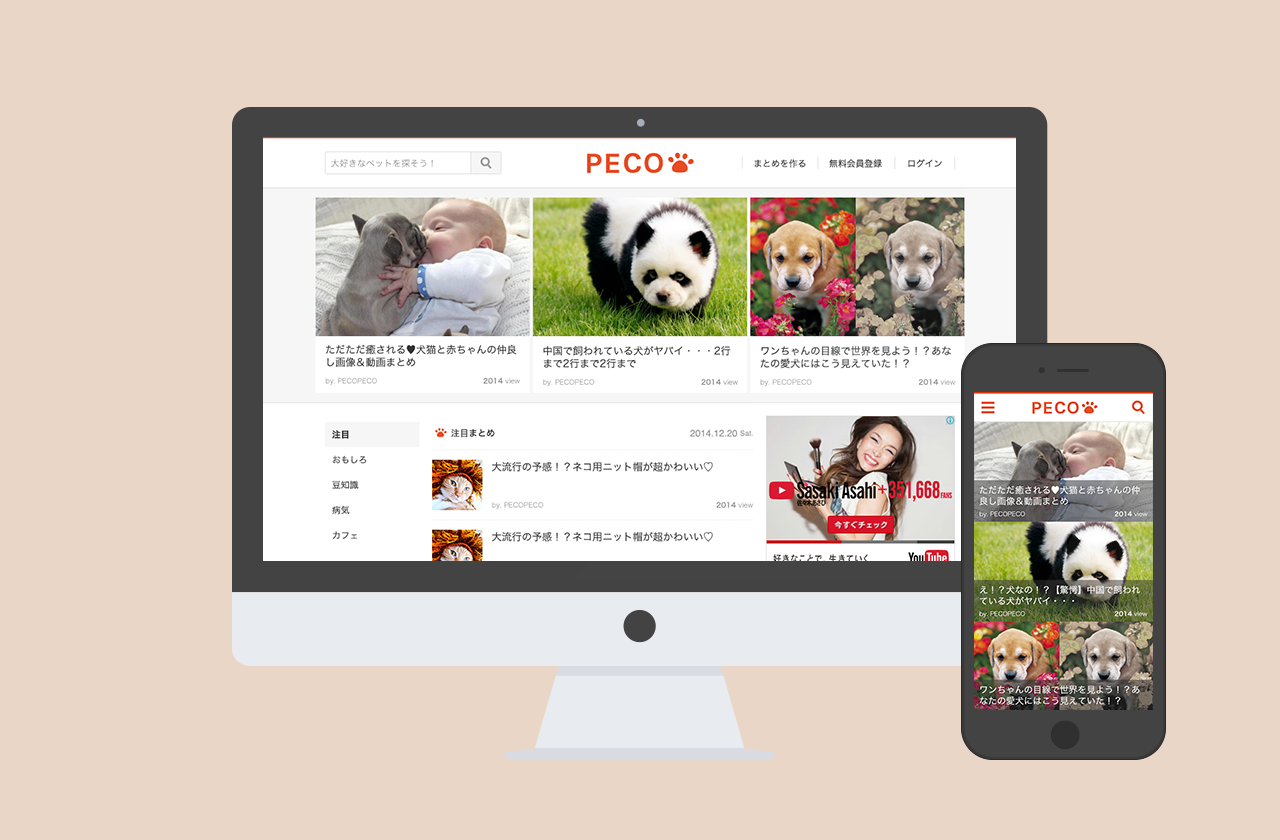 大好きなペットを探そう！
PECO
まとめを作る
無料会員登録
ログイン
ただただ癒される♥犬猫と赤ちゃんの仲良
し画像＆動画まとめ
by. PECOPECO
2014 view
中国で飼われている犬がヤバイ・・・2行
まで2行まで2行まで
by. PECOPECO
2014 view
ワンちゃんの目線で世界を見よう！？あな
たの愛犬にはこう見えていた！？
by. PECOPECO
2014 view
注目
おもしろ
豆知識
病気
カフェ
注目まとめ
2014.12.20 Sat.
大流行の予感！？ネコ用ニット帽が超かわいい♡
by. PECOPECO
2014 view
大流行の予感！？ネコ用ニット帽が超かわいい♡
Sasaki Asahi+351,668 FANS
佐々木あさひ
今すぐチェック
好きなことで、生きていく
YouTube
PECO
ただただ癒される♥犬猫と赤ちゃんの仲
良し画像＆動画まとめ
by. PECOPECO
2014 view
え！？犬なの！？【驚愕】中国で飼われ
ている犬がヤバイ・・・
by. PECOPECO
2014 view
ワンちゃんの目線で世界を見よう！？あ
なたの愛犬にはこう見えていた！？